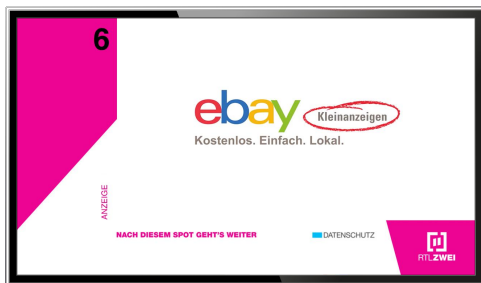 6
ebay Kleinanzeigen
Kostenlos. Einfach. Lokal.
ANZEIGE
NACH DIESEM SPOT GEHT'S WEITER
DATENSCHUTZ
RTLZWEI